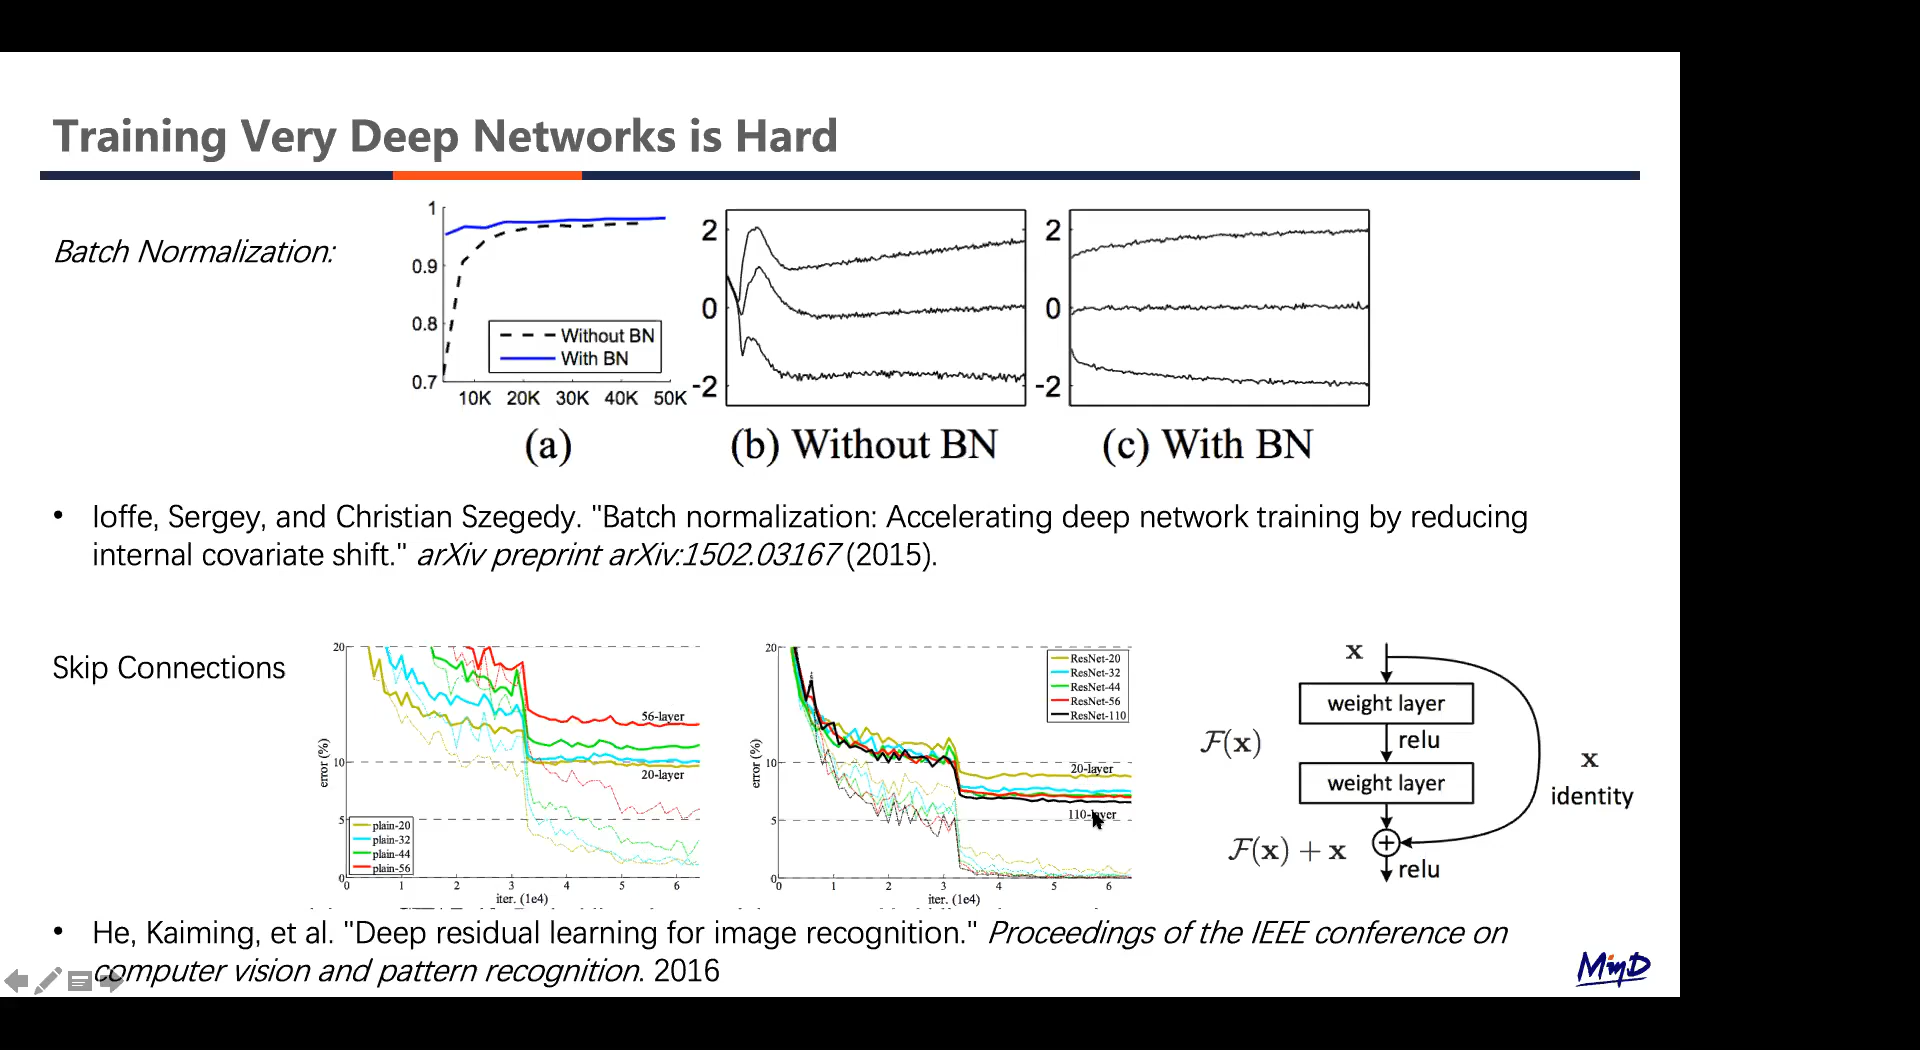 Training Very Deep Networks is Hard
Batch Normalization:
1
0.9
0.8
0.7
Without BN
With BN
10K 20K 30K 40K 50K
(a)
2
0
-2
(b) Without BN
2
0
-2
(c) With BN
• Ioffe, Sergey, and Christian Szegedy. "Batch normalization: Accelerating deep network training by reducing
internal covariate shift." arXiv preprint arXiv:1502.03167 (2015).
Skip Connections
20
10
5
0
error (%)
56-layer
20-layer
plain-20
plain-32
plain-44
plain-56
0 1 2 3 4 5 6
iter. (1e4)
20
10
5
0
error (%)
ResNet-20
ResNet-32
ResNet-44
ResNet-56
ResNet-110
20-layer
110-layer
0 1 2 3 4 5 6
iter. (1e4)
x
weight layer
F(x)
relu
weight layer
x
identity
F(x) + x
+
relu
• He, Kaiming, et al. "Deep residual learning for image recognition." Proceedings of the IEEE conference on
computer vision and pattern recognition. 2016
MinD